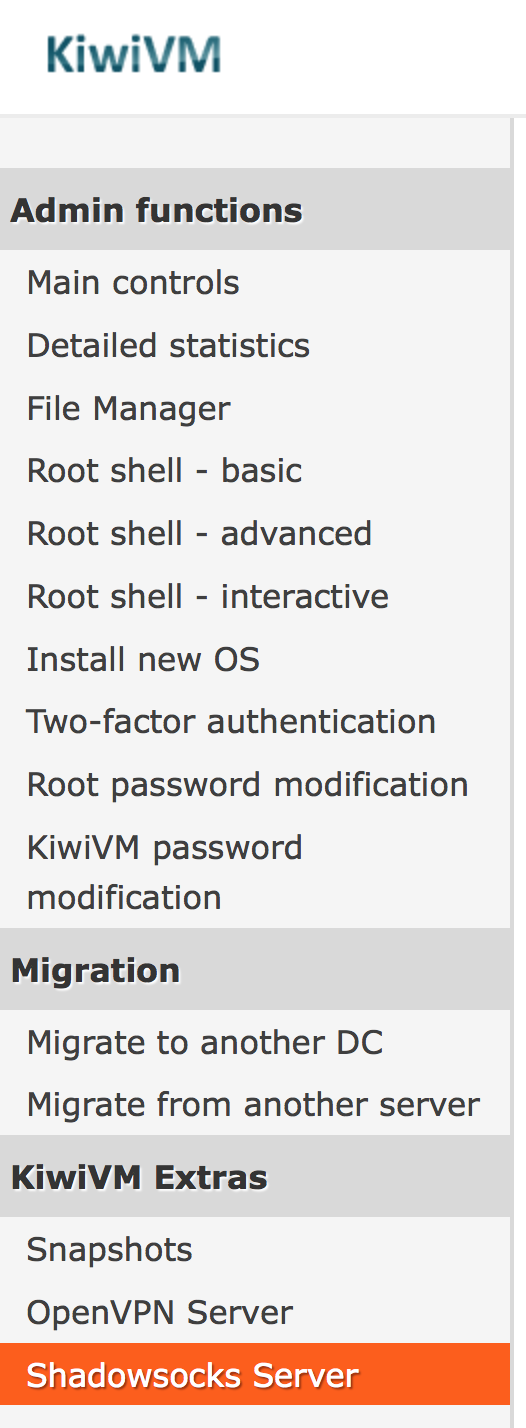 KiwiVM
Admin functions
Main controls
Detailed statistics
File Manager
Root shell - basic
Root shell - advanced
Root shell - interactive
Install new OS
Two-factor authentication
Root password modification
KiwiVM password
modification
Migration
Migrate to another DC
Migrate from another server
KiwiVM Extras
Snapshots
OpenVPN Server
Shadowsocks Server